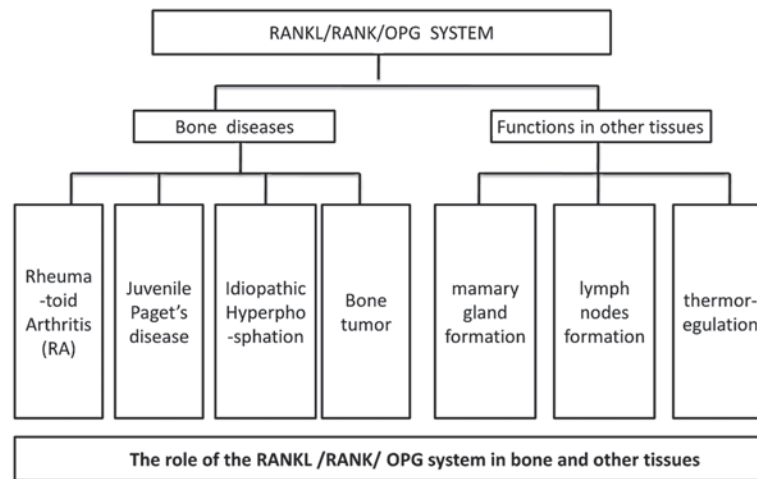 RANKL/RANK/OPG SYSTEM
Bone diseases
Functions in other tissues
Rheuma
-toid
Arthritis
(RA)
Juvenile
Paget's
disease
Idiopathic
Hyperpho
-sphation
Bone
tumor
mamary
gland
formation
lymph
nodes
formation
thermor-
egulation
The role of the RANKL /RANK/ OPG system in bone and other tissues